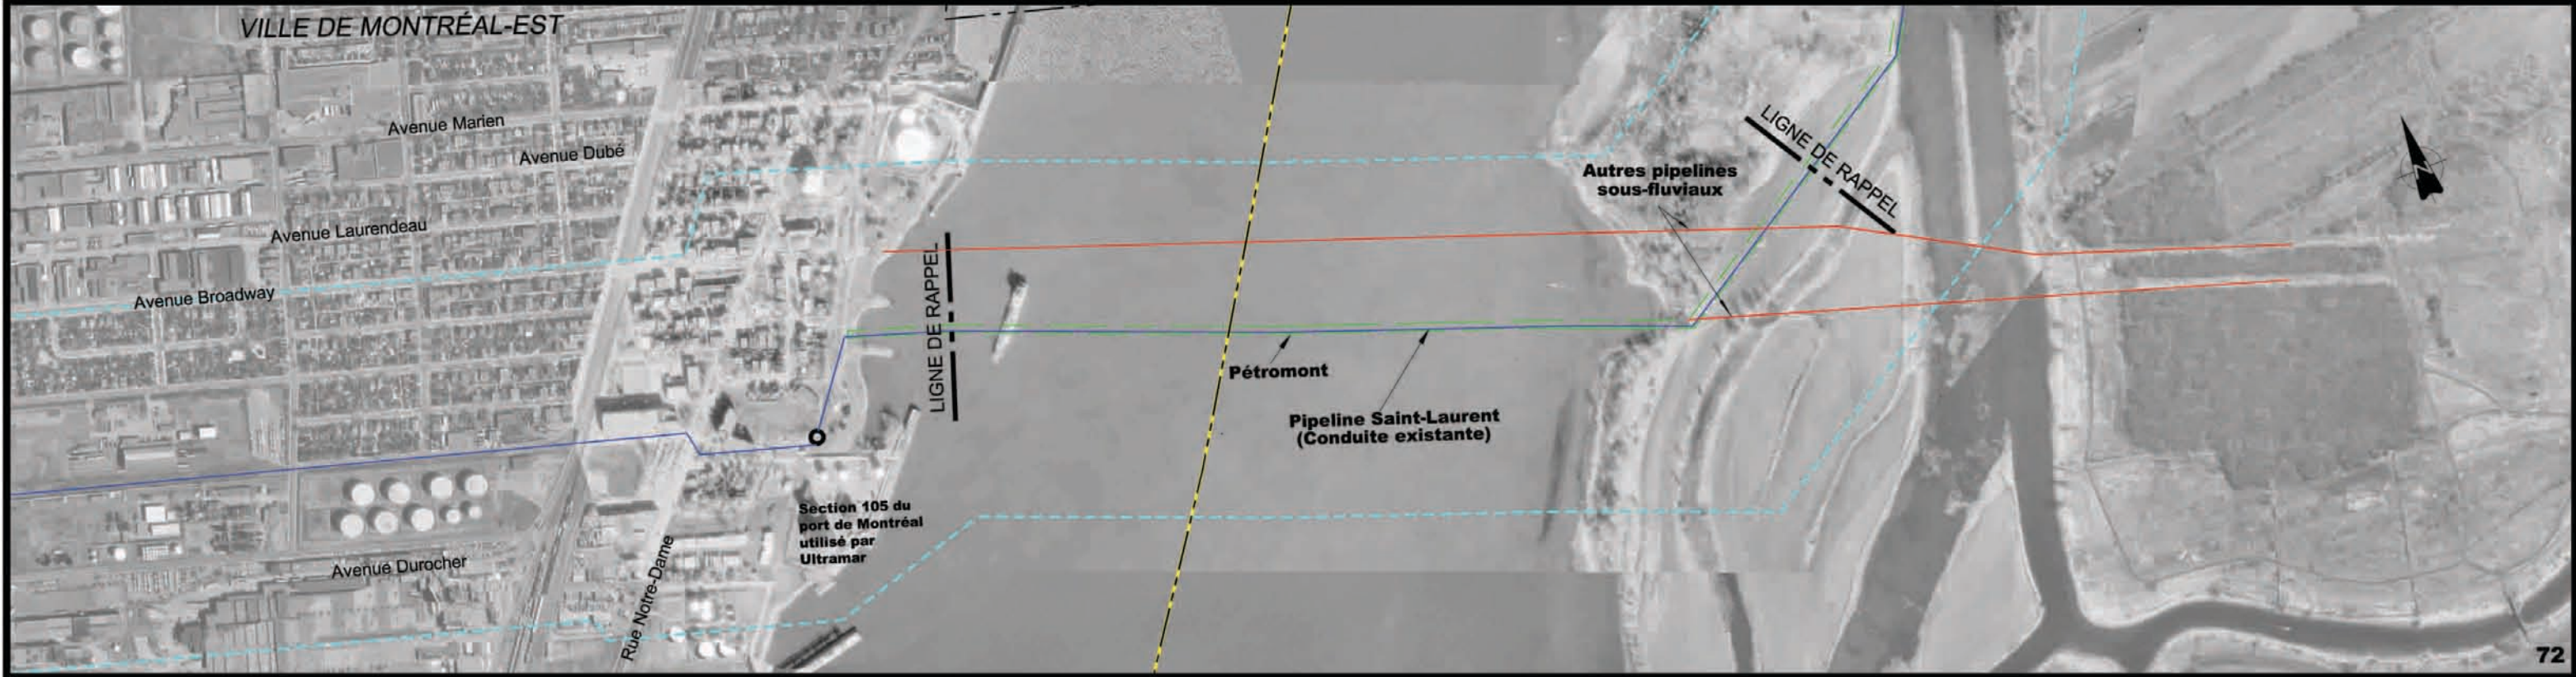 VILLE DE MONTRÉAL-EST
Avenue Marien
Avenue Dubé
Avenue Laurendeau
Avenue Broadway
Avenue Durocher
Rue Notre-Dame
Section 105 du
port de Montréal
utilisé par
Ultramar
LIGNE DE RAPPEL
Pétromont
Pipeline Saint-Laurent
(Conduite existante)
Autres pipelines
sous-fluviaux
LIGNE DE RAPPEL
N
72